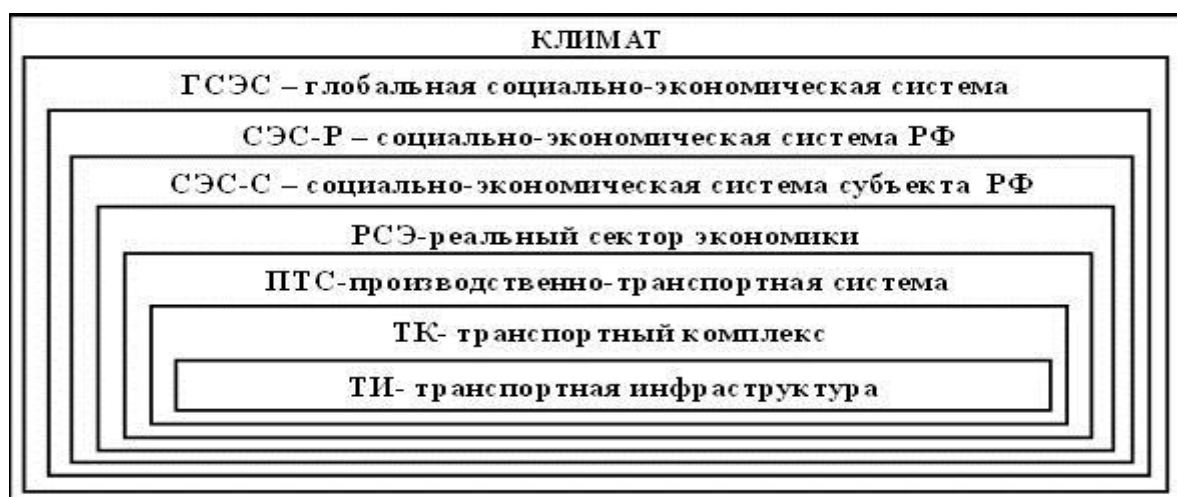 КЛИМАТ
ГСЭС – глобальная социально-экономическая система
СЭС-Р – социально-экономическая система РФ
СЭС-С – социально-экономическая система субъекта РФ
РСЭ-реальный сектор экономики
ПТС-производственно-транспортная система
ТК- транспортный комплекс
ТИ- транспортная инфраструктура